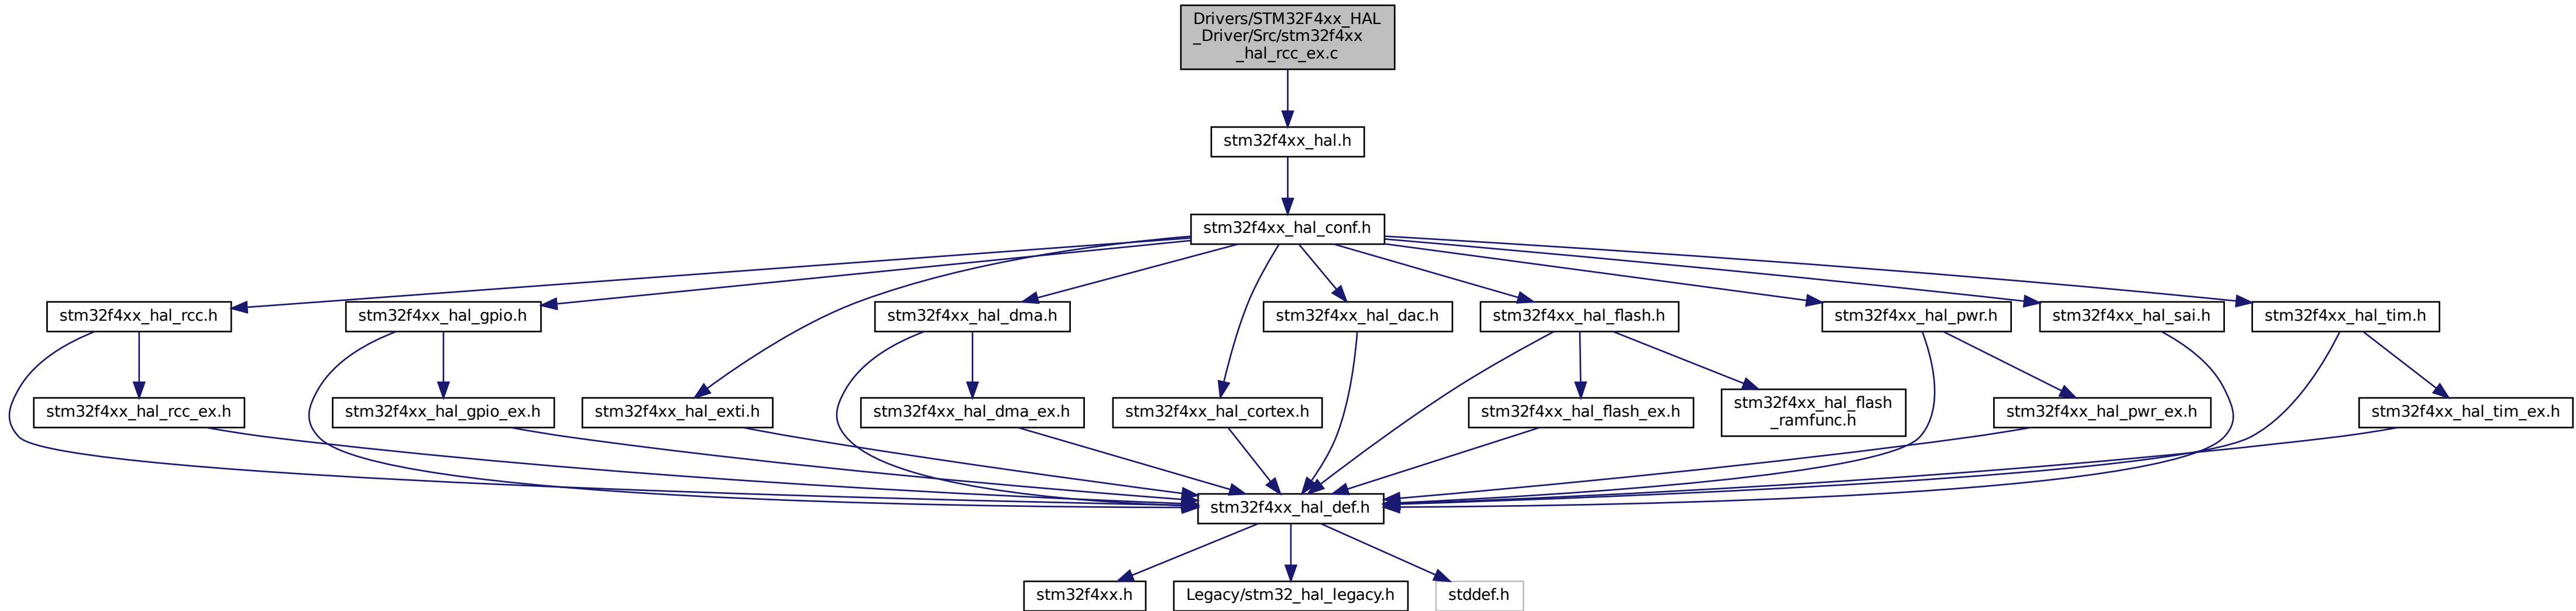 Drivers/STM32F4xx_HAL
_Driver/Src/stm32f4xx
_hal_rcc_ex.c
stm32f4xx_hal.h
stm32f4xx_hal_conf.h
stm32f4xx_hal_rcc.h
stm32f4xx_hal_gpio.h
stm32f4xx_hal_dma.h
stm32f4xx_hal_dac.h
stm32f4xx_hal_flash.h
stm32f4xx_hal_pwr.h
stm32f4xx_hal_sai.h
stm32f4xx_hal_tim.h
stm32f4xx_hal_rcc_ex.h
stm32f4xx_hal_gpio_ex.h
stm32f4xx_hal_exti.h
stm32f4xx_hal_dma_ex.h
stm32f4xx_hal_cortex.h
stm32f4xx_hal_flash_ex.h
stm32f4xx_hal_flash
_ramfunc.h
stm32f4xx_hal_pwr_ex.h
stm32f4xx_hal_tim_ex.h
stm32f4xx_hal_def.h
stm32f4xx.h
Legacy/stm32_hal_legacy.h
stddef.h